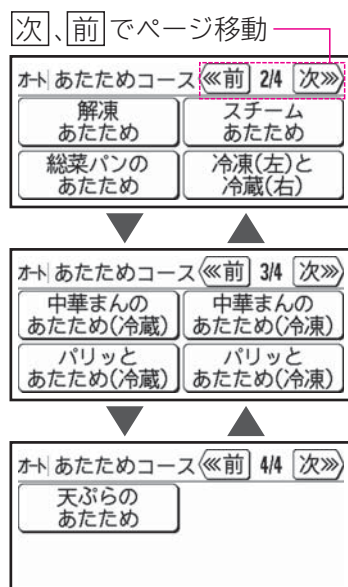 次、前でページ移動
オート あたためコース ≪前 2/4 次≫
解凍
あたため
スチーム
あたため
総菜パンの
あたため
冷凍(左)と
冷蔵(右)
オート あたためコース ≪前 3/4 次≫
中華まんの
あたため(冷蔵)
中華まんの
あたため(冷凍)
パリッと
あたため(冷蔵)
パリッと
あたため(冷凍)
オート あたためコース ≪前 4/4 次≫
天ぷらの
あたため